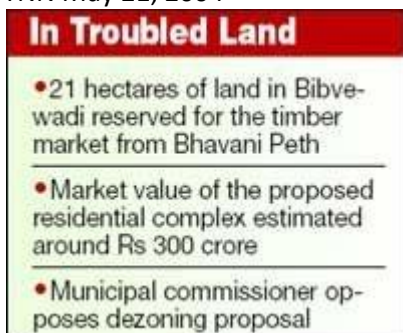 In Troubled Land
•21 hectares of land in Bibve-
wadi reserved for the timber
market from Bhavani Peth
•Market value of the proposed
residential complex estimated
around Rs 300 crore
•Municipal commissioner op-
poses dezoning proposal